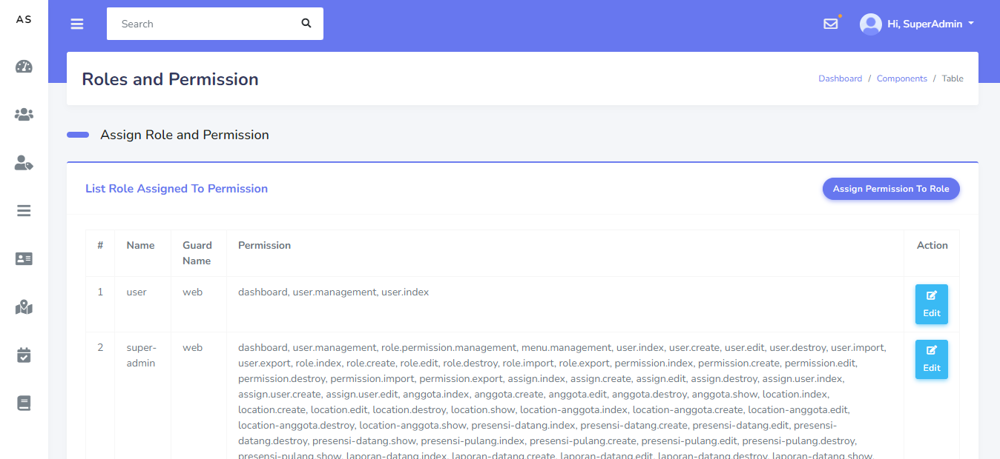 AS
Search
Hi, SuperAdmin
Roles and Permission
Dashboard / Components / Table
Assign Role and Permission
List Role Assigned To Permission
Assign Permission To Role
# Name Guard Name Permission Action
1 user web dashboard, user.management, user.index
Edit
2 super-admin web dashboard, user.management, role.permission.management, menu.management, user.index, user.create, user.edit, user.destroy, user.import,
user.export, role.index, role.create, role.edit, role.destroy, role.import, role.export, permission.index, permission.create, permission.edit,
permission.destroy, permission.import, permission.export, assign.index, assign.create, assign.edit, assign.destroy, assign.user.index,
assign.user.create, assign.user.edit, anggota.index, anggota.create, anggota.edit, anggota.destroy, anggota.show, location.index,
location.create, location.edit, location.destroy, location.show, location-anggota.index, location-anggota.create, location-anggota.edit,
location-anggota.destroy, location-anggota.show, presensi-datang.index, presensi-datang.create, presensi-datang.edit, presensi-
datang.destroy, presensi-datang.show, presensi-pulang.index, presensi-pulang.create, presensi-pulang.edit, presensi-pulang.destroy,
presensi-pulang.show, laporan-datang.index, laporan-datang.create, laporan-datang.edit, laporan-datang.destroy, laporan-datang.show,
Edit